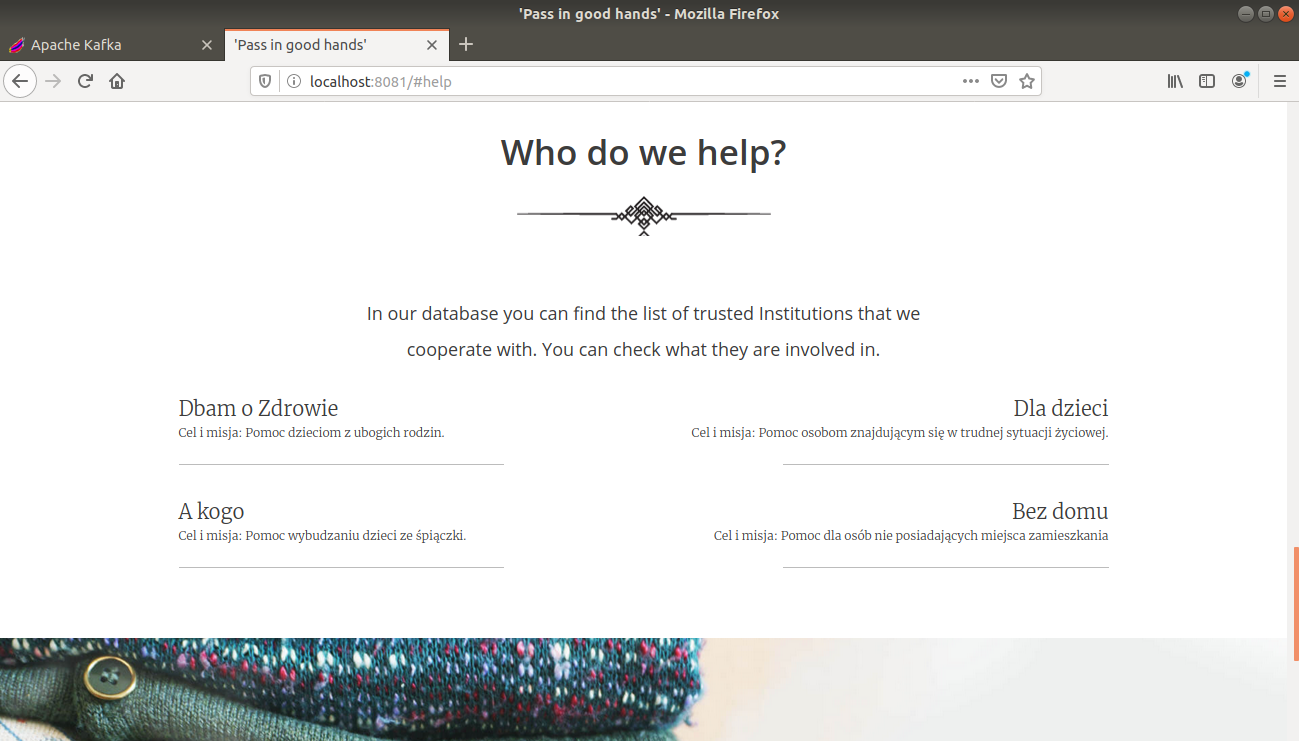 'Pass in good hands' - Mozilla Firefox
Apache Kafka
'Pass in good hands'
localhost:8081/#help
Who do we help?
In our database you can find the list of trusted Institutions that we
cooperate with. You can check what they are involved in.
Dbam o Zdrowie
Cel i misja: Pomoc dzieciom z ubogich rodzin.
Dla dzieci
Cel i misja: Pomoc osobom znajdującym się w trudnej sytuacji życiowej.
A kogo
Cel i misja: Pomoc wybudzaniu dzieci ze śpiączki.
Bez domu
Cel i misja: Pomoc dla osób nie posiadających miejsca zamieszkania